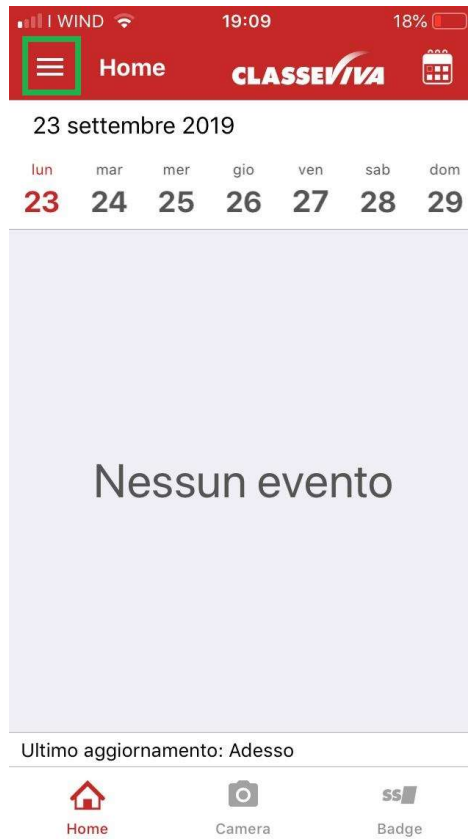 I WIND 19:09 18%
Home CLASSEVIVA
23 settembre 2019
lun mar mer gio ven sab dom
23 24 25 26 27 28 29
Nessun evento
Ultimo aggiornamento: Adesso
ss
Home Camera Badge